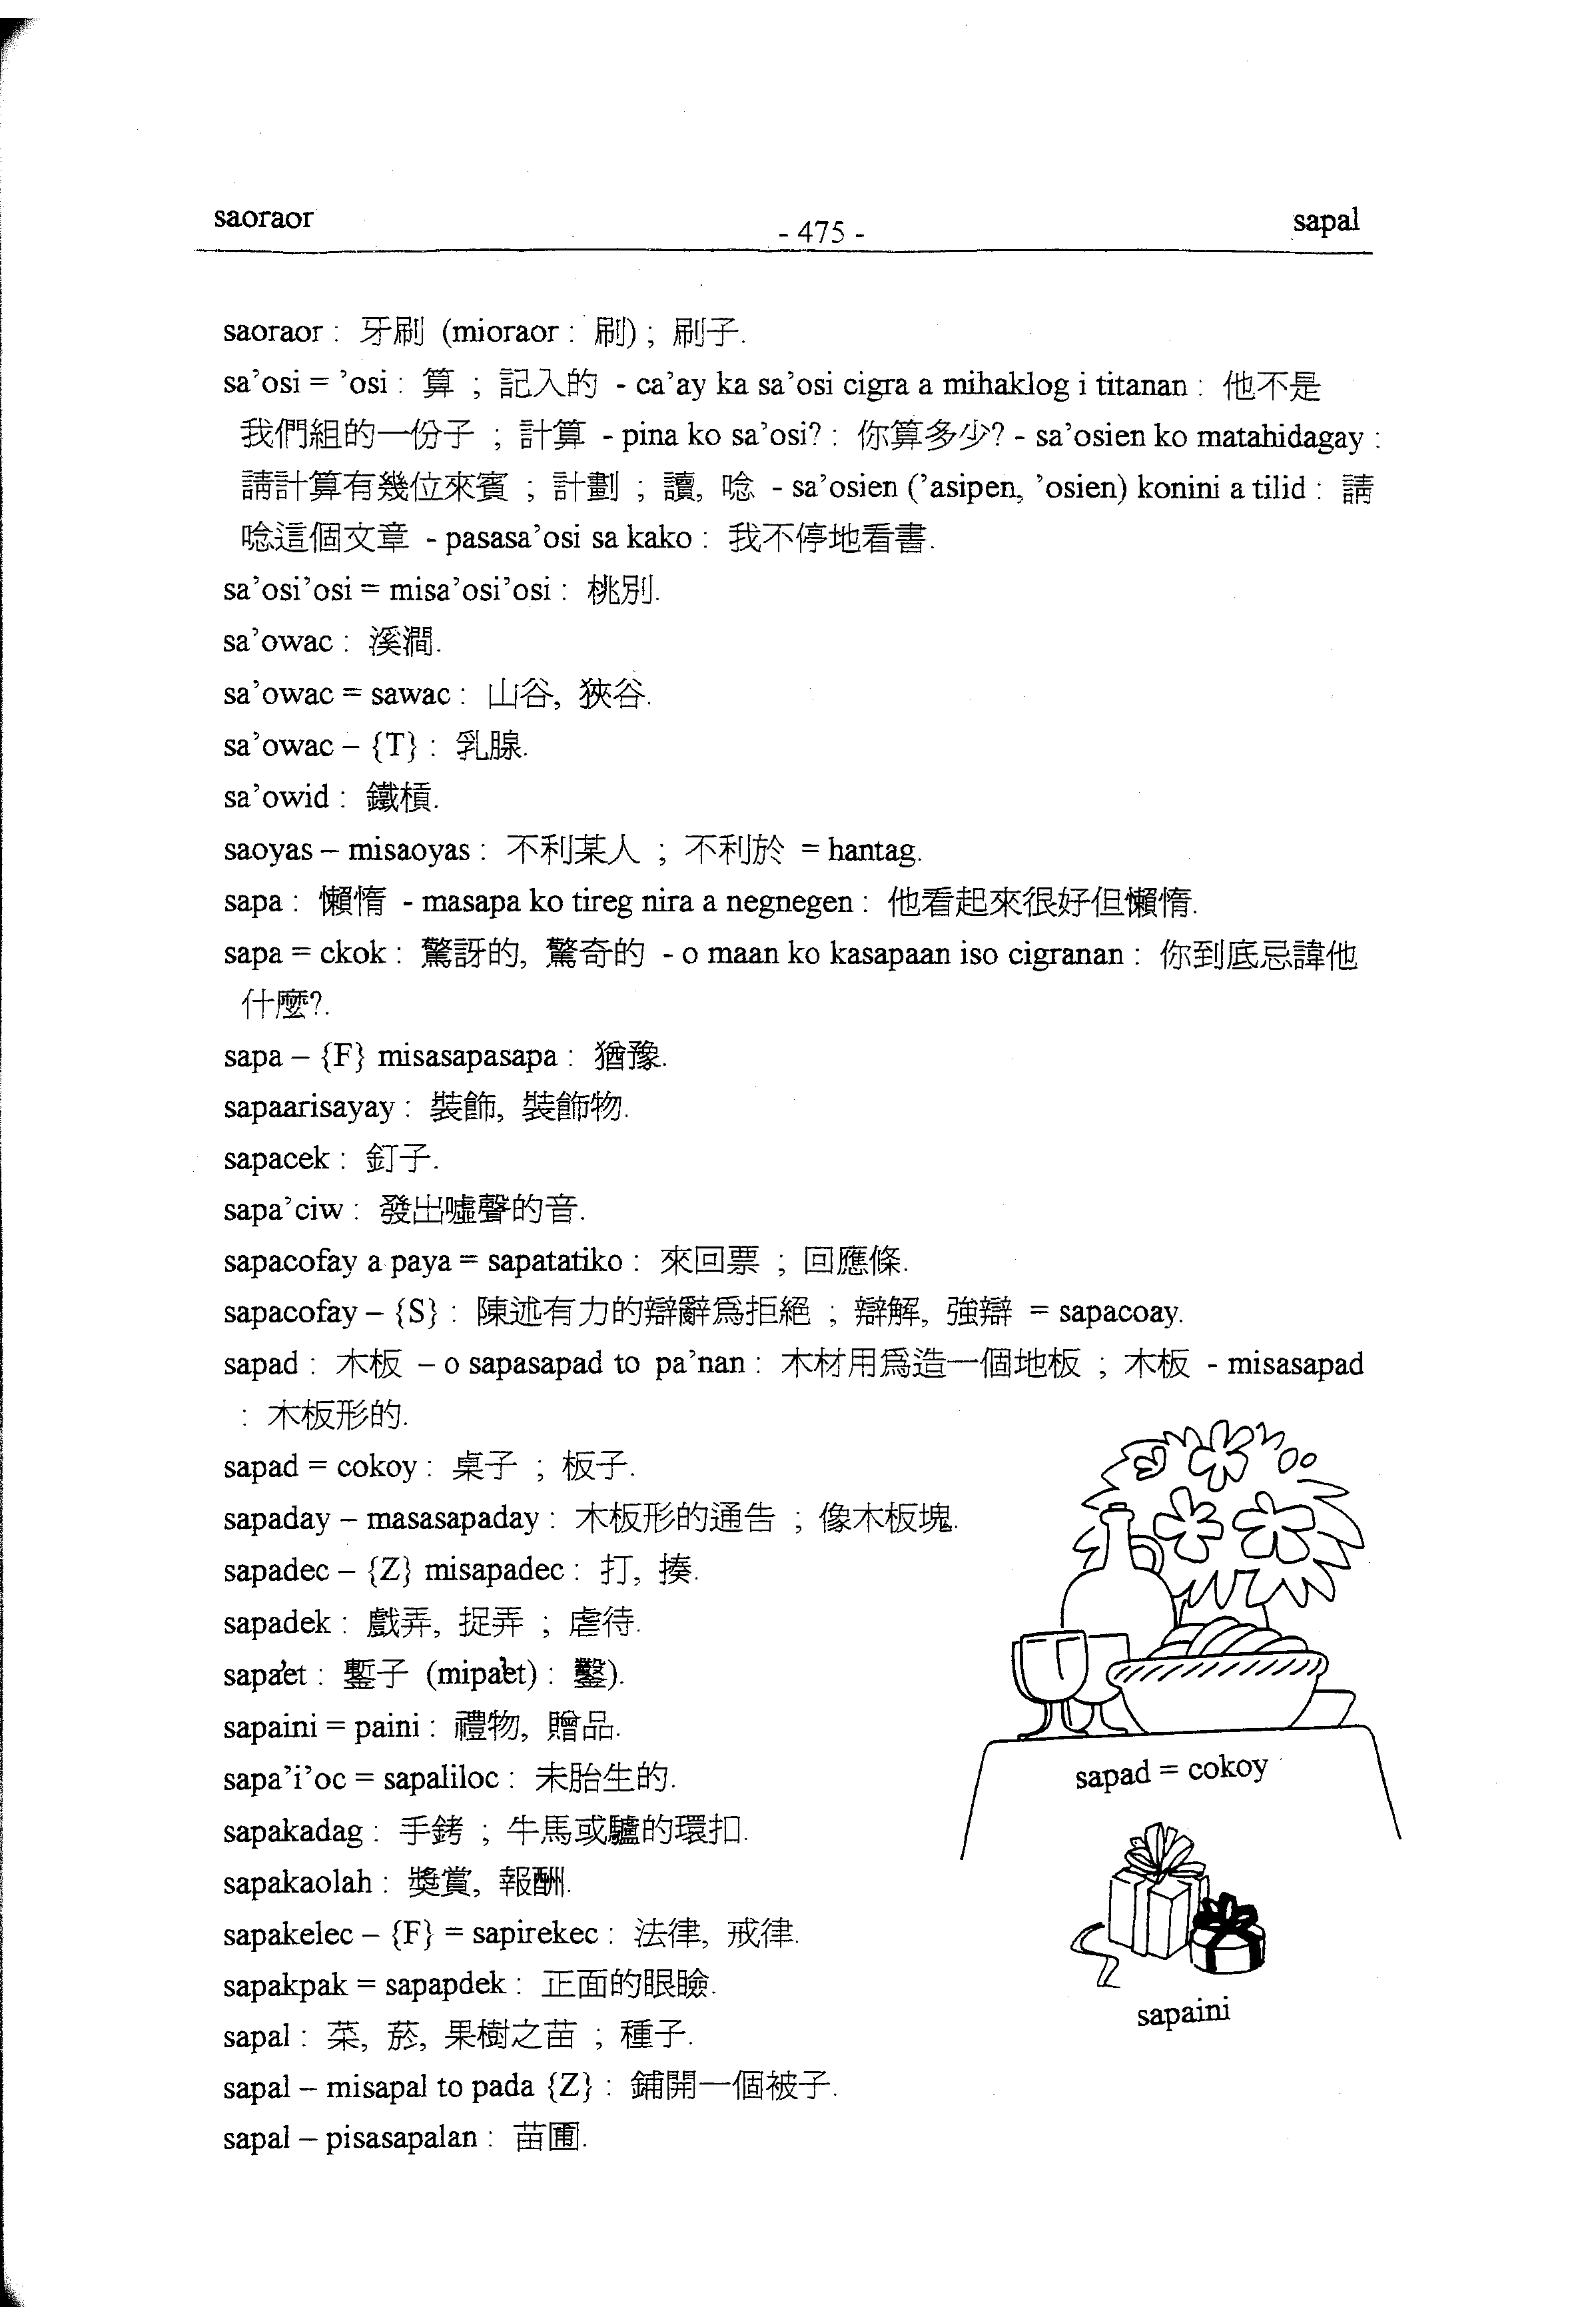 saoraor
- 475 -
sapal
saoraor : 牙刷 (mioraor : 刷) ; 刷子.
sa’osi = ’osi : 算 ; 記入的 - ca’ay ka sa’osi cigra a mihaklog i titanan : 他不是
我們組的一份子 ; 計算 - pina ko sa’osi? : 你算多少? - sa’osien ko matahidagay :
請計算有幾位來賓 ; 計劃 ; 讀, 唸 - sa’osien (’asipen, ’osien) konini a tilid : 請
唸這個文章 - pasasa’osi sa kako : 我不停地看書.
sa’osi’osi = misa’osi’osi : 桃別.
sa’owac : 溪澗.
sa’owac = sawac : 山谷, 狹谷.
sa’owac – {T} : 乳腺.
sa’owid : 鐵槓.
saoyas – misaoyas : 不利某人 ; 不利於 = hantag.
sapa : 懶惰 - masapa ko tireg nira a negnegen : 他看起來很好但懶惰.
sapa = ckok : 驚訝的, 驚奇的 - o maan ko kasapaan iso cigranan : 你到底忌諱他
什麼?.
sapa – {F} misasapasapa : 猶豫.
sapaarisayay : 裝飾, 裝飾物.
sapacek : 釘子.
sapa’ciw : 發出噓聲的音.
sapacofay a paya = sapatatiko : 來回票 ; 回應條.
sapacofay – {S} : 陳述有力的辯辭爲拒絕 ; 辯解, 強辯 = sapacoay.
sapad : 木板 – o sapasapad to pa’nan : 木材用爲造一個地板 ; 木板 - misasapad
: 木板形的.
sapad = cokoy : 桌子 ; 板子.
sapaday – masasapaday : 木板形的通告 ; 像木板塊.
sapadec – {Z} misapadec : 打, 揍.
sapadek : 戲弄, 捉弄 ; 虐待.
sapa’et : 鏨子 (mipa’et) : 鑿).
sapaini = paini : 禮物, 贈品.
sapa’i’oc = sapaliloc : 未胎生的.
sapakadag : 手銬 ; 牛馬或驢的環扣.
sapakaolah : 獎賞, 報酬.
sapakelec – {F} = sapirekec : 法律, 戒律.
sapakpak = sapapdek : 正面的眼瞼.
sapal : 菜, 菸, 果樹之苗 ; 種子.
sapal – misapal to pada {Z} : 鋪開一個被子.
sapal – pisasapalan : 苗圃.
sapad = cokoy
sapaini